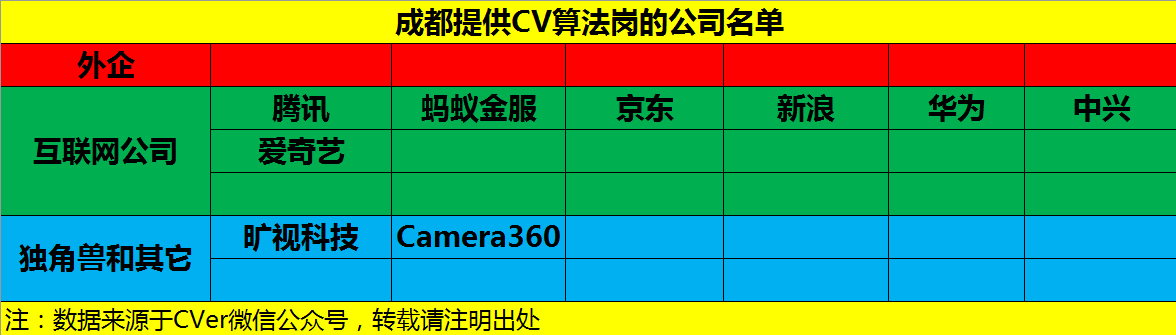 成都提供CV算法岗的公司名单
外企
互联网公司 腾讯 蚂蚁金服 京东 新浪 华为 中兴
爱奇艺
独角兽和其它 旷视科技 Camera360
注：数据来源于CVer微信公众号，转载请注明出处